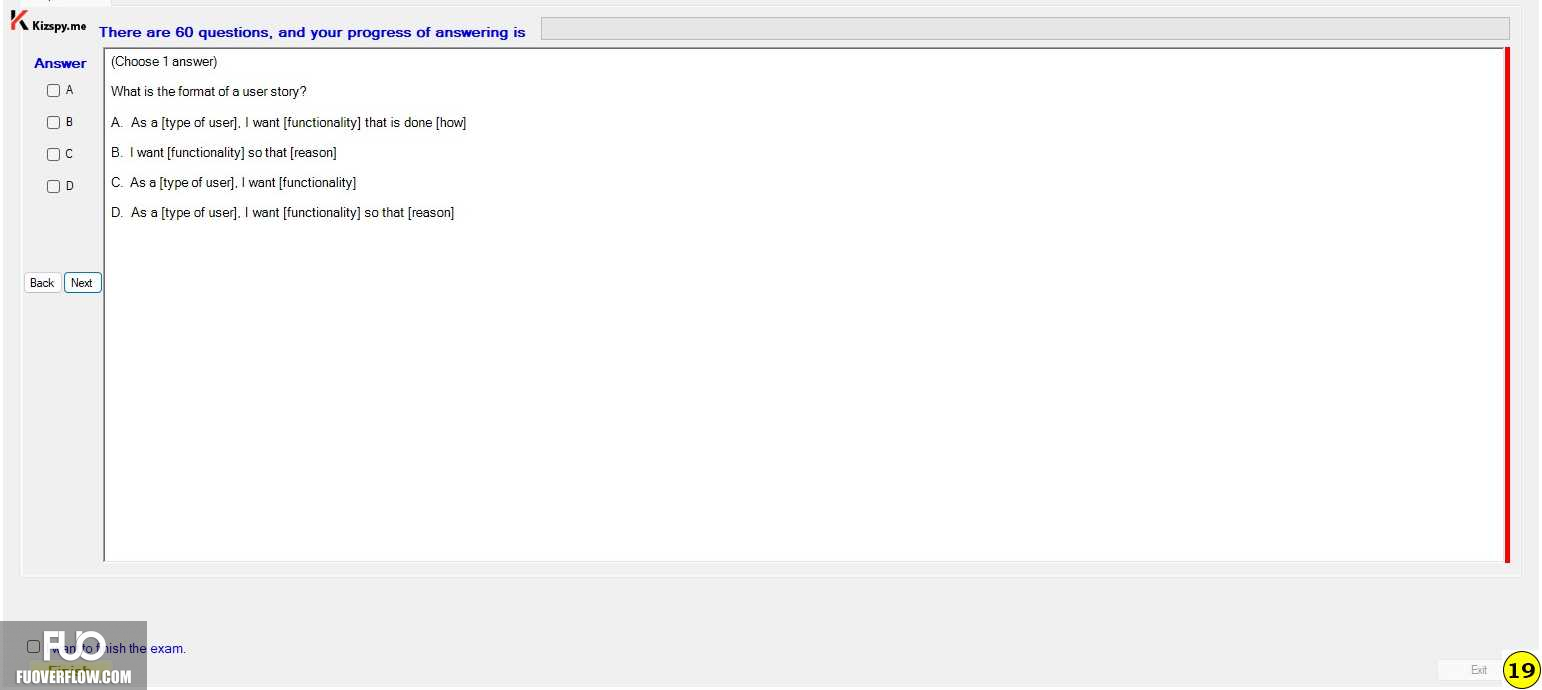 Kizspy.me
There are 60 questions, and your progress of answering is
Answer
(Choose 1 answer)
A
What is the format of a user story?
B
A. As a [type of user], I want [functionality] that is done [how]
C
B. I want [functionality] so that [reason]
D
C. As a [type of user], I want [functionality]
D. As a [type of user], I want [functionality] so that [reason]
Back Next
want to finish the exam.
Finish
FUO
FUOVERFLOW.COM
Exit
19